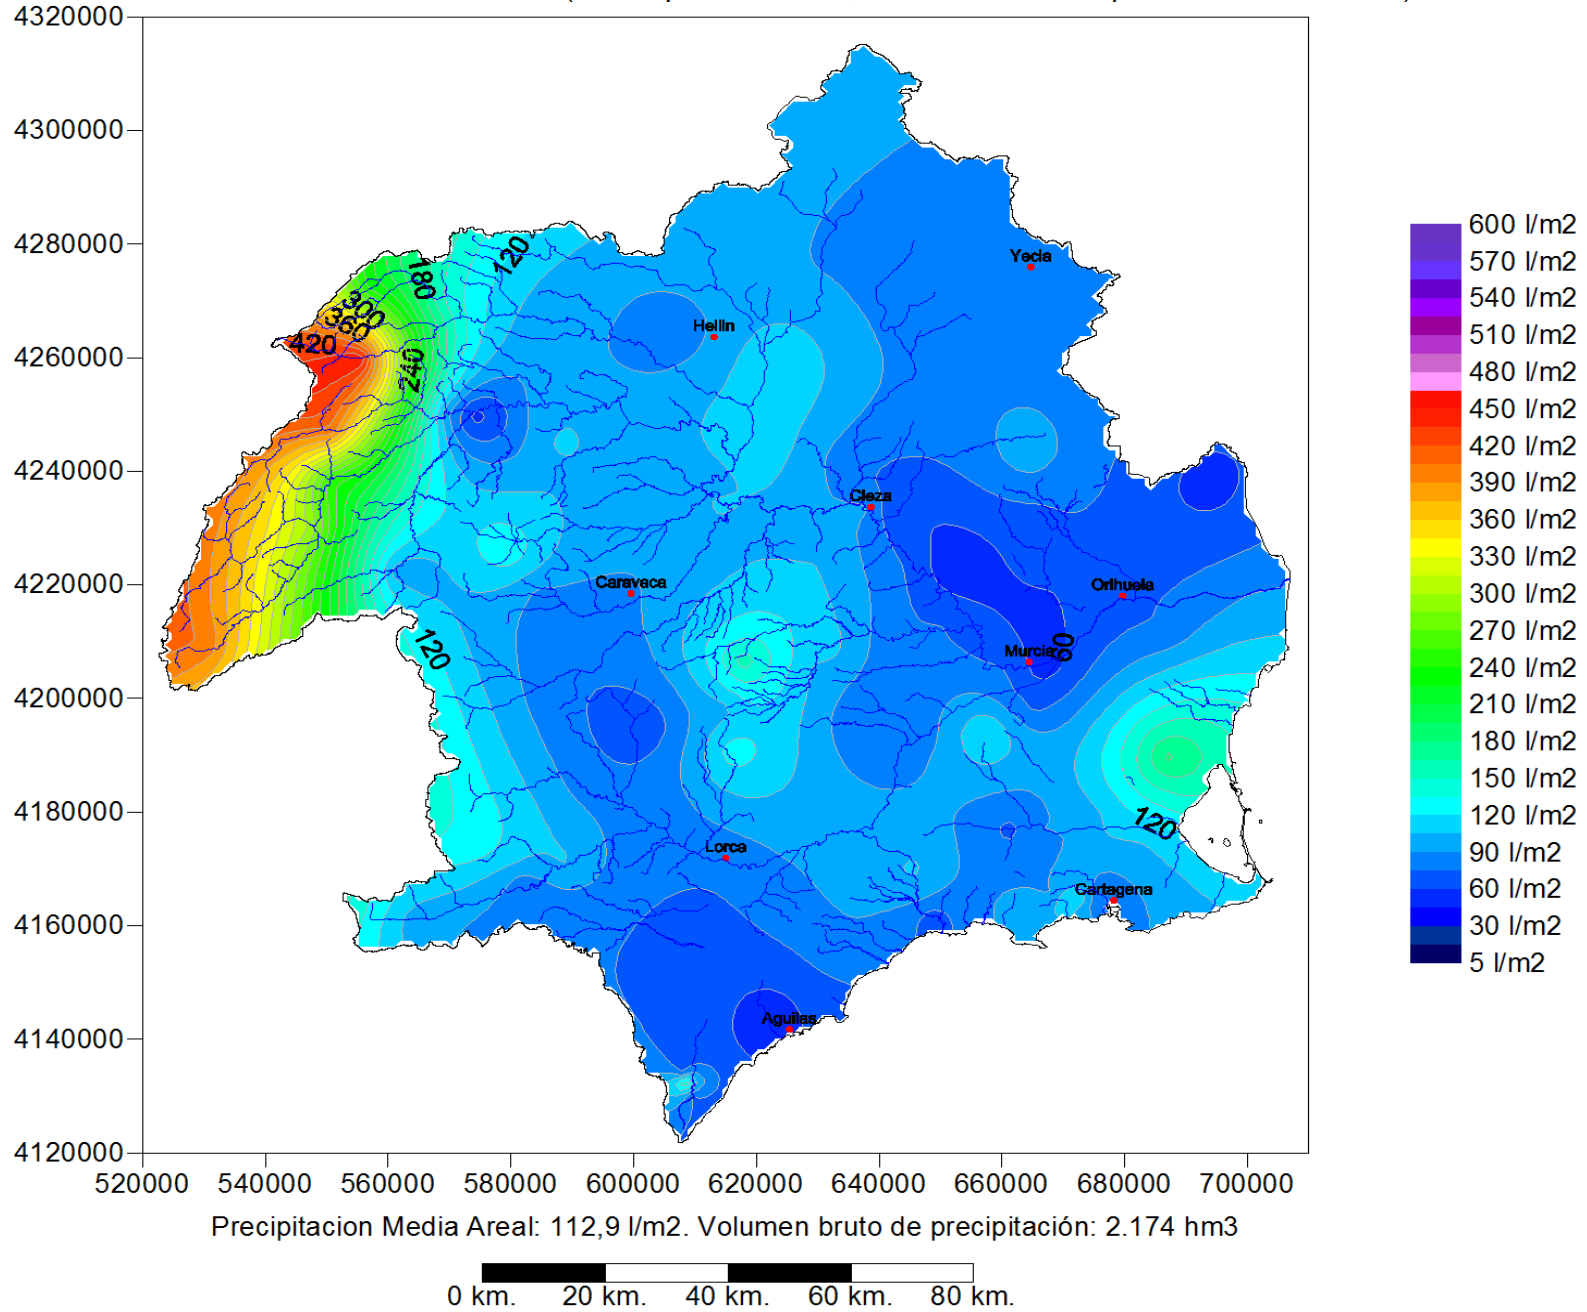 4320000
4300000
4280000
4260000
4240000
4220000
4200000
4180000
4160000
4140000
4120000
520000 540000 560000 580000 600000 620000 640000 660000 680000 700000
120
180
300
360
420
240
120
60
120
Yecla
Hellin
Cieza
Caravaca
Orihuela
Murcia
Lorca
Cartagena
Aguilas
600 l/m2
570 l/m2
540 l/m2
510 l/m2
480 l/m2
450 l/m2
420 l/m2
390 l/m2
360 l/m2
330 l/m2
300 l/m2
270 l/m2
240 l/m2
210 l/m2
180 l/m2
150 l/m2
120 l/m2
90 l/m2
60 l/m2
30 l/m2
5 l/m2
Precipitacion Media Areal: 112,9 l/m2. Volumen bruto de precipitación: 2.174 hm3
0 km. 20 km. 40 km. 60 km. 80 km.